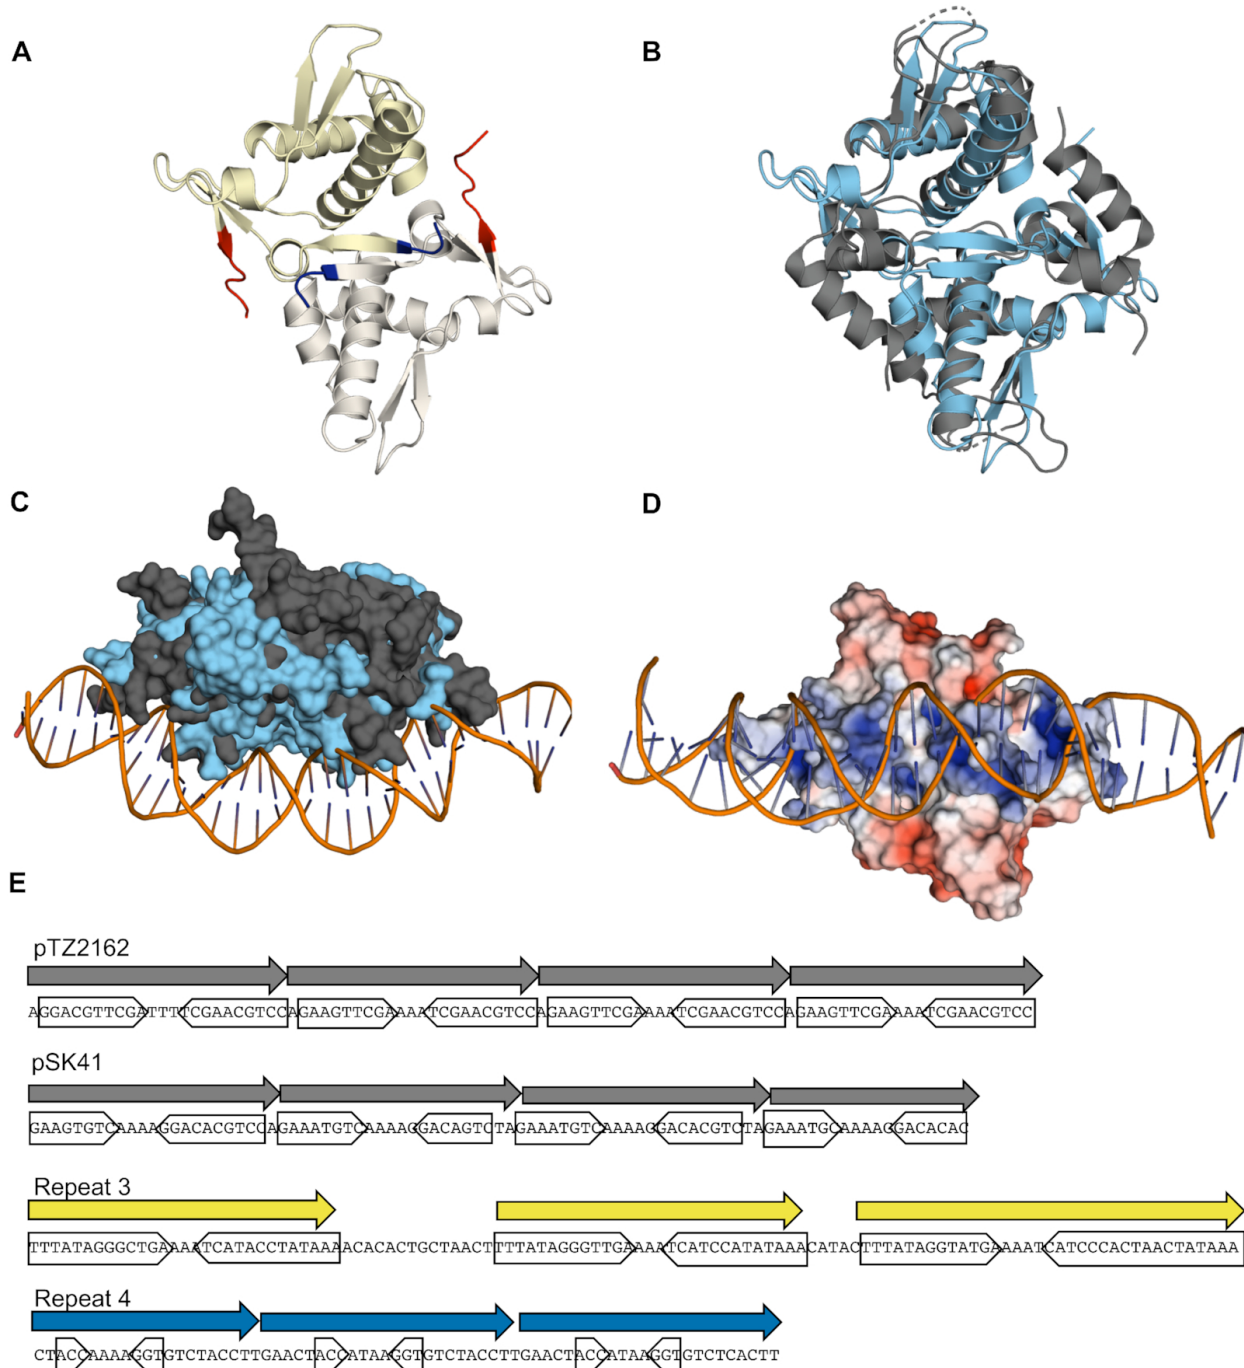 A B
C D
E
pTZ2162
AGGACGTTCGATTTTCGAACGTCCAGAAGTTCGAAAATCGAACGTCCAGAAGTTCGAAAATCGAACGTCCAGAAGTTCGAAAATCGAACGTCC
pSK41
GAAGTGTCAAAAGGACACGTCCAGAAATGTCAAAAGGACAGTCTAGAAATGTCAAAAGGACACGTCTAGAAATGCAAAAGGACACAC
Repeat 3
TTTATAGGGCTGAAAATCATACCTATAAAACACACTGCTAACTTTTATAGGGTTGAAAATCATCCATATAAACATACTTTATAGGTATGAAAATCATCCCACTAACTATAAA
Repeat 4
CTACCAAAAGGTGTCTACCTTGAACTACCATAAGGTGTCTACCTTGAACTACCATAAGGTGTCTCACTT